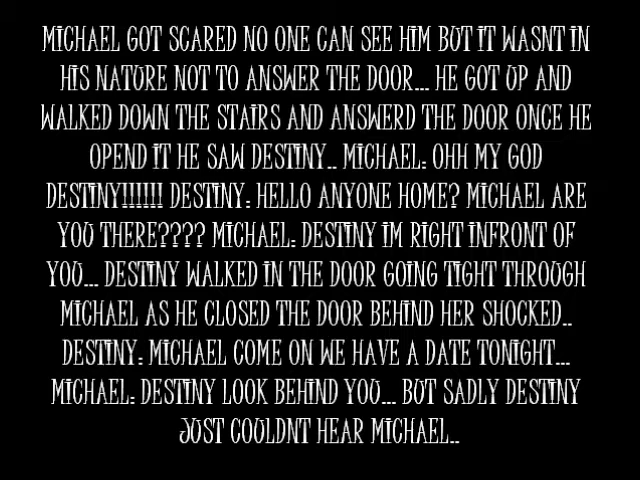 MICHAEL GOT SCARED NO ONE CAN SEE HIM BUT IT WASNT IN
HIS NATURE NOT TO ANSWER THE DOOR... HE GOT UP AND
WALKED DOWN THE STAIRS AND ANSWERD THE DOOR ONCE HE
OPEND IT HE SAW DESTINY.. MICHAEL: OHH MY GOD
DESTINY!!!!!! DESTINY: HELLO ANYONE HOME? MICHAEL ARE
YOU THERE???? MICHAEL: DESTINY IM RIGHT INFRONT OF
YOU... DESTINY WALKED IN THE DOOR GOING TIGHT THROUGH
MICHAEL AS HE CLOSED THE DOOR BEHIND HER SHOCKED..
DESTINY: MICHAEL COME ON WE HAVE A DATE TONIGHT...
MICHAEL: DESTINY LOOK BEHIND YOU... BUT SADLY DESTINY
JUST COULDNT HEAR MICHAEL..